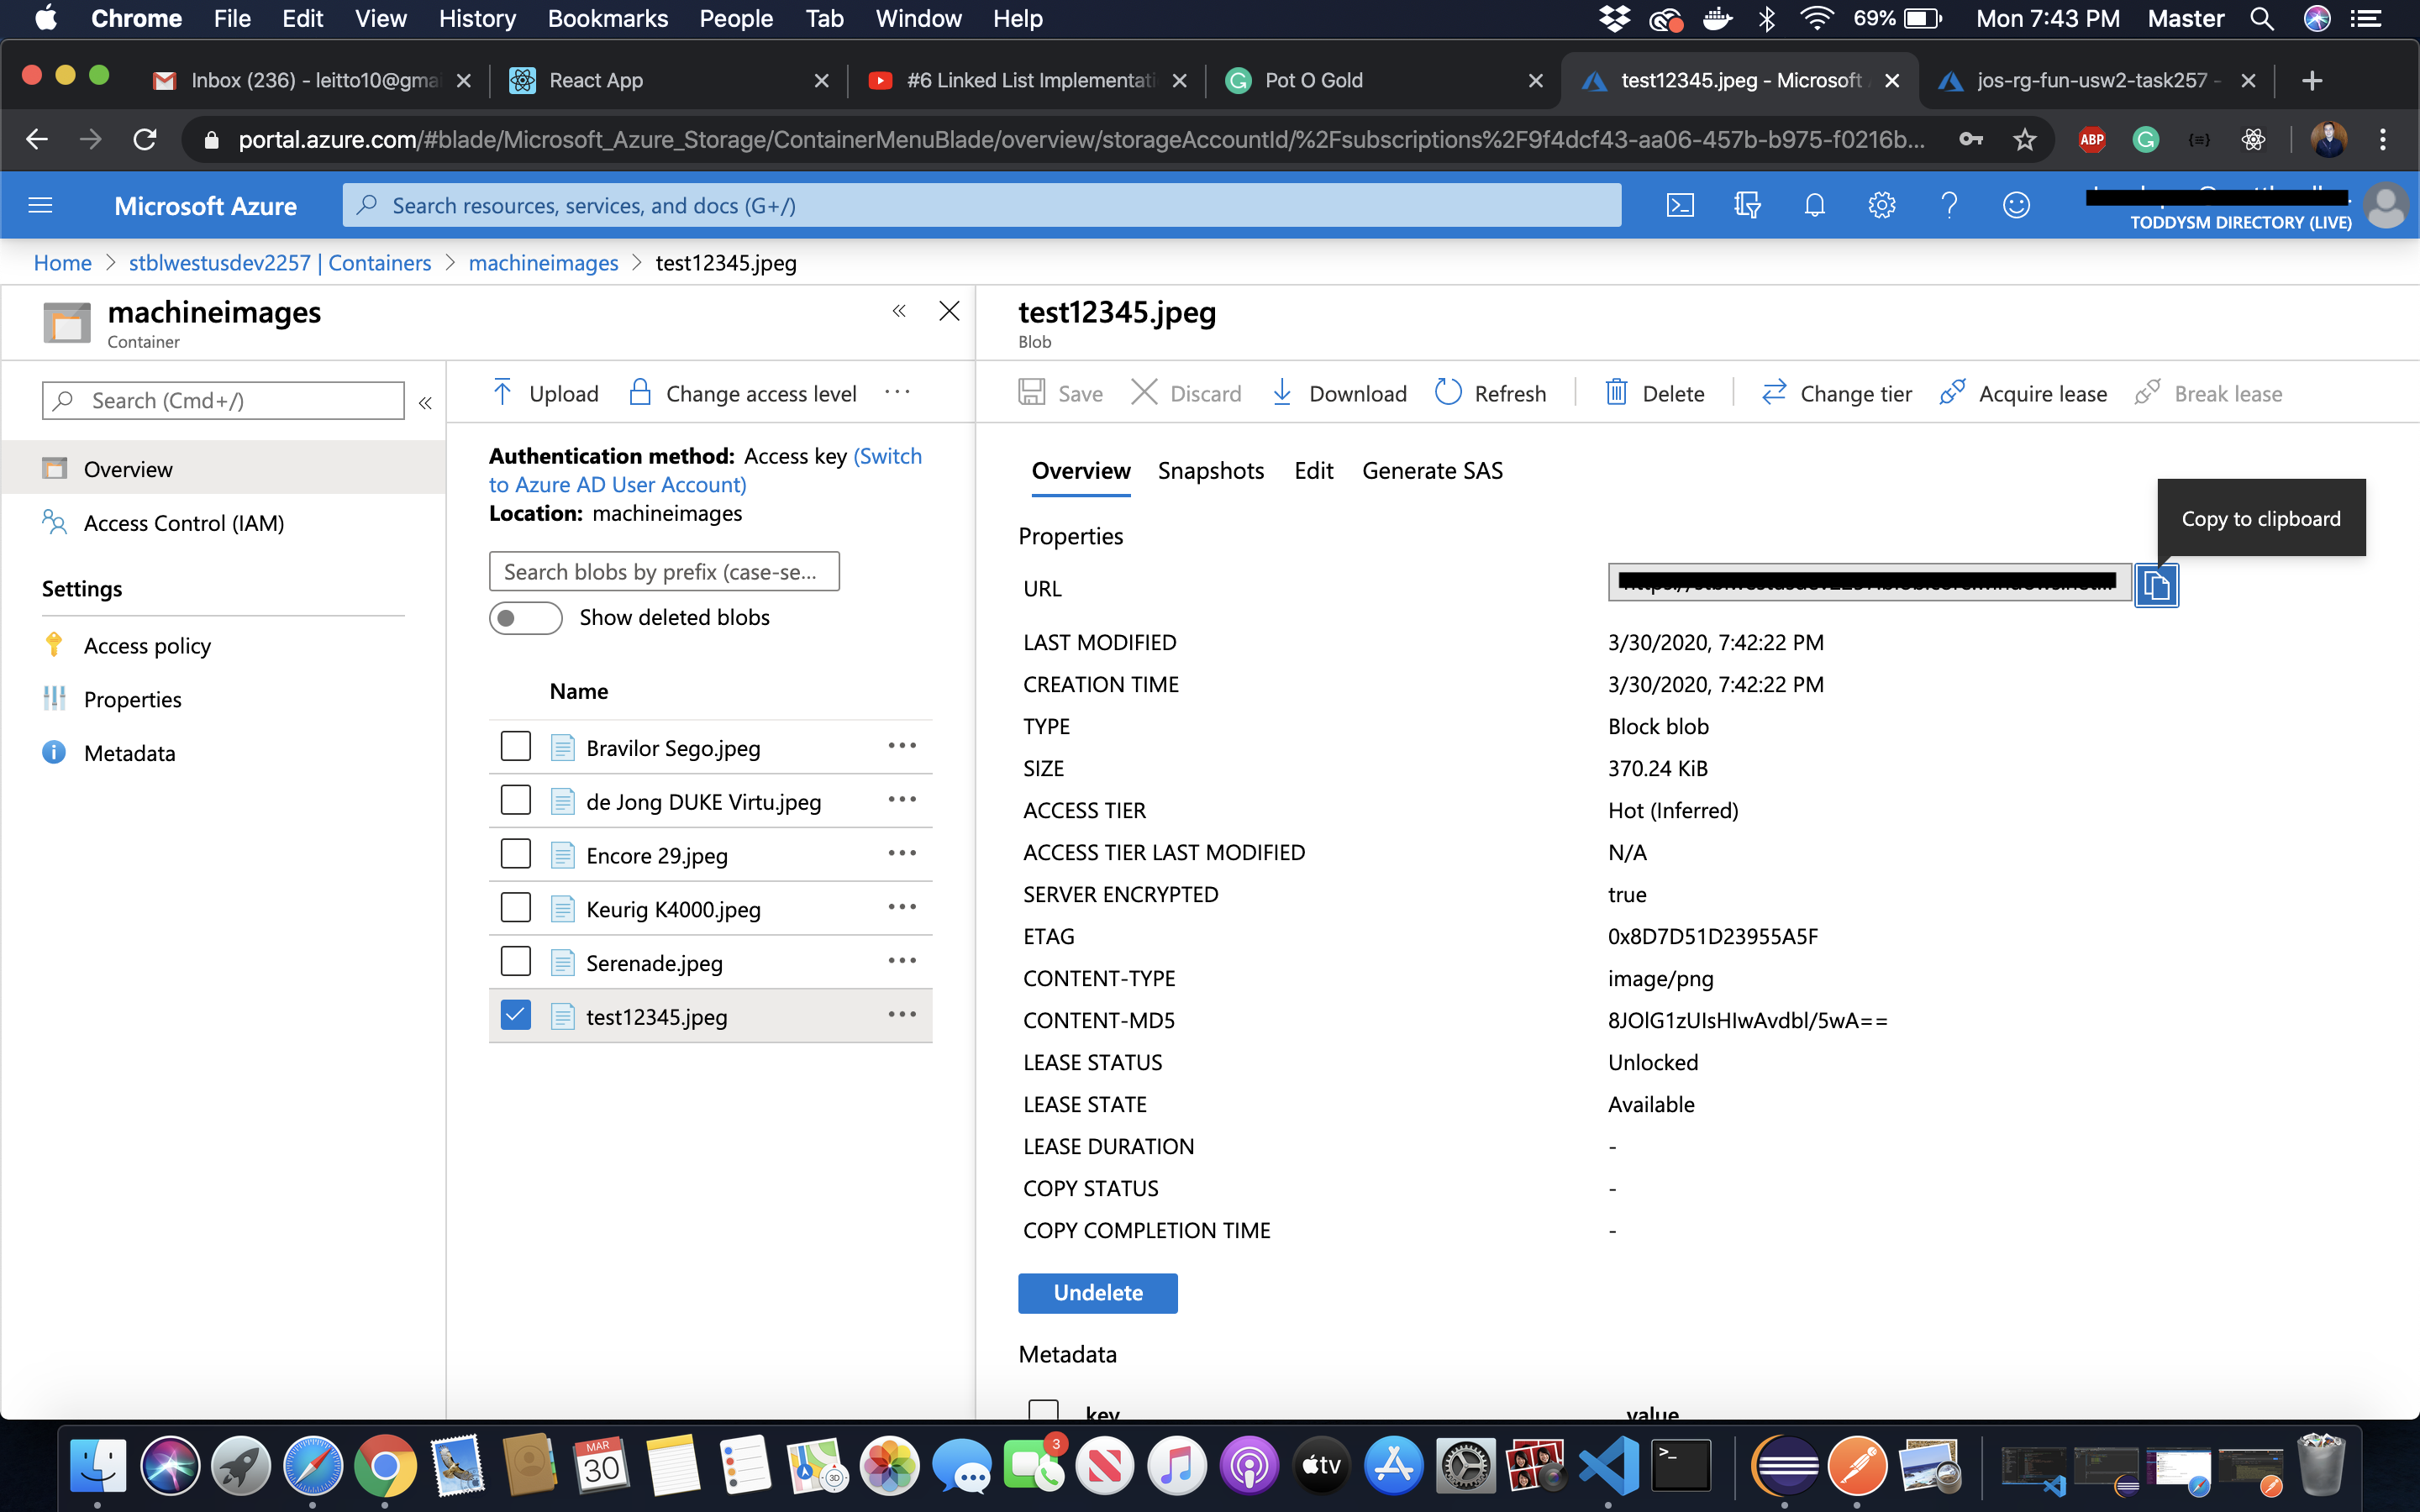 Chrome File Edit View History Bookmarks People Tab Window Help 69% Mon 7:43 PM Master
Inbox (236) - leitto10@gmai React App #6 Linked List Implementati Pot O Gold test12345.jpeg - Microsoft jos-rg-fun-usw2-task257 -
portal.azure.com/#blade/Microsoft_Azure_Storage/ContainerMenuBlade/overview/storageAccountId/%2Fsubscriptions%2F9f4dcf43-aa06-457b-b975-f0216b... ABP
Microsoft Azure Search resources, services, and docs (G+/)
TODDYSM DIRECTORY (LIVE)
Home > stblwestusdev2257 | Containers > machineimages > test12345.jpeg
machineimages
Container
Search (Cmd+/)
Overview
Access Control (IAM)
Settings
Access policy
Properties
Metadata
Upload Change access level ...
Authentication method: Access key (Switch
to Azure AD User Account)
Location: machineimages
Search blobs by prefix (case-se...
Show deleted blobs
Name
Bravilor Sego.jpeg
de Jong DUKE Virtu.jpeg
Encore 29.jpeg
Keurig K4000.jpeg
Serenade.jpeg
test12345.jpeg
test12345.jpeg
Blob
Save Discard Download Refresh Delete Change tier Acquire lease Break lease
Overview Snapshots Edit Generate SAS
Copy to clipboard
Properties
URL
LAST MODIFIED 3/30/2020, 7:42:22 PM
CREATION TIME 3/30/2020, 7:42:22 PM
TYPE Block blob
SIZE 370.24 KiB
ACCESS TIER Hot (Inferred)
ACCESS TIER LAST MODIFIED N/A
SERVER ENCRYPTED true
ETAG 0x8D7D51D23955A5F
CONTENT-TYPE image/png
CONTENT-MD5 8JOlG1zUIsHIwAvdbl/5wA==
LEASE STATUS Unlocked
LEASE STATE Available
LEASE DURATION -
COPY STATUS -
COPY COMPLETION TIME -
Undelete
Metadata
key value
MAR
30
3D
3
tv